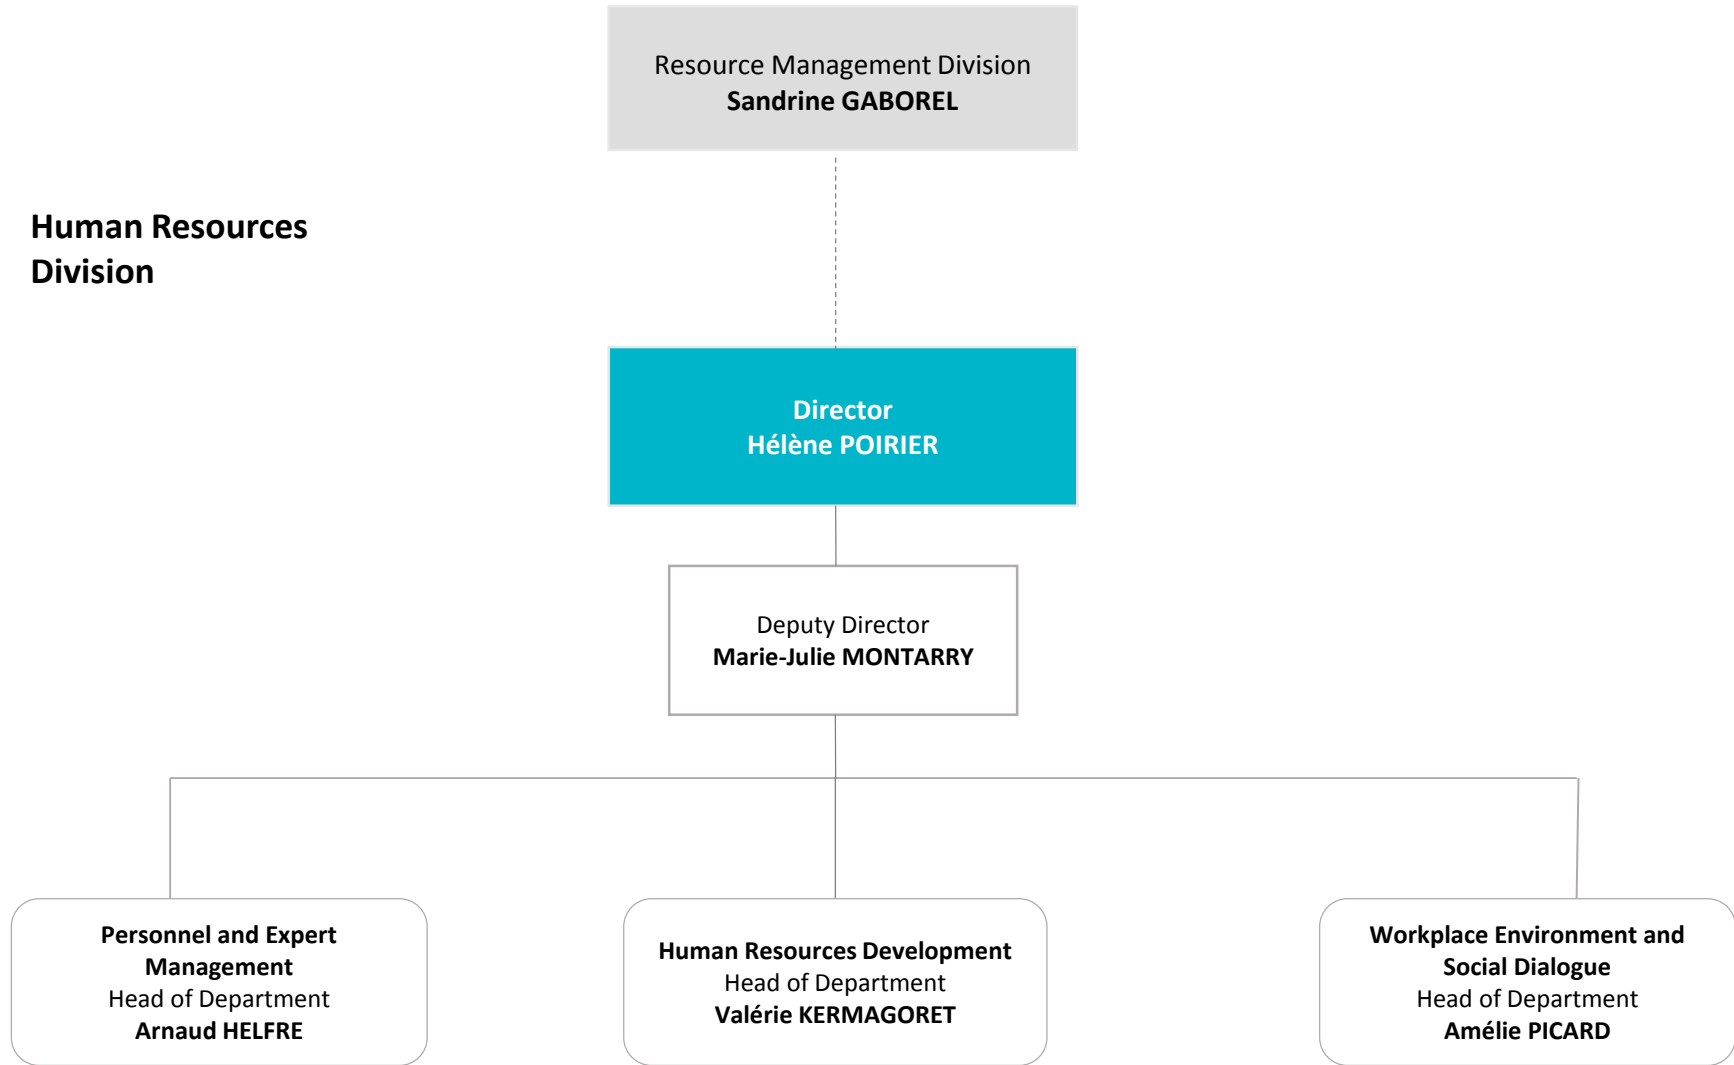 Resource Management Division
Sandrine GABOREL
Human Resources
Division
Director
Hélène POIRIER
Deputy Director
Marie-Julie MONTARRY
Personnel and Expert
Management
Head of Department
Arnaud HELFRE
Human Resources Development
Head of Department
Valérie KERMAGORET
Workplace Environment and
Social Dialogue
Head of Department
Amélie PICARD